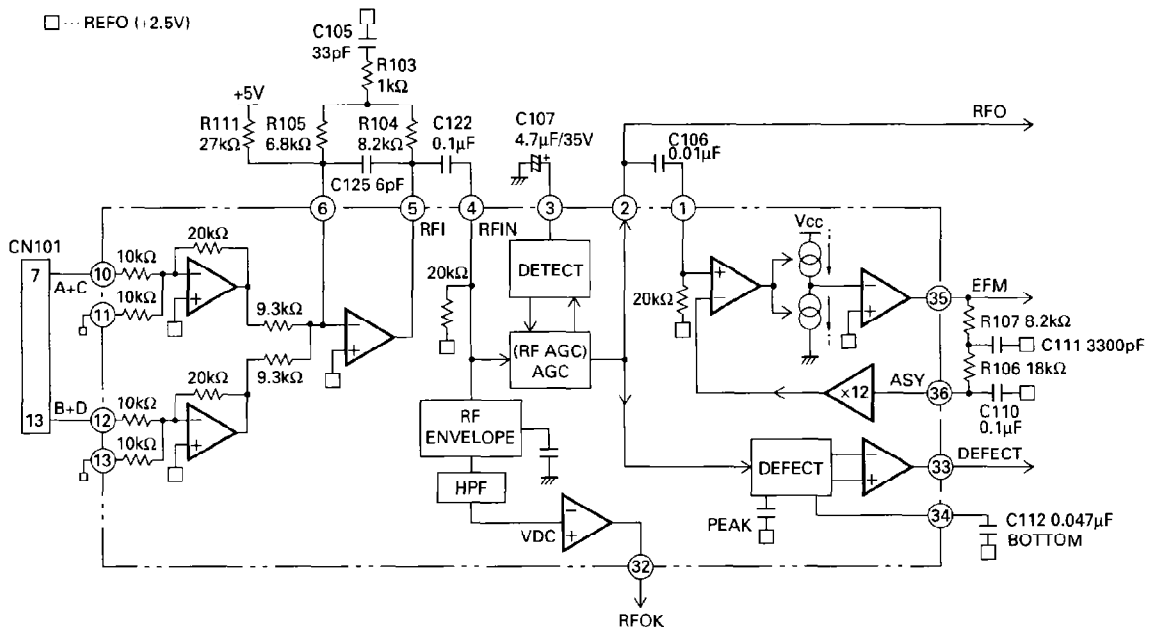 □ ··· REFO (+2.5V)
C105
33pF
R103
1kΩ
+5V
R111
27kΩ
R105
6.8kΩ
R104
8.2kΩ
C122
0.1μF
C107
4.7μF/35V
+
C106
0.01μF
RFO
C125 6pF
6
5
4
3
2
1
RFI
RFIN
Vcc
CN101
7
A+C
10
10kΩ
20kΩ
−
+
11
10kΩ
9.3kΩ
−
+
20kΩ
DETECT
(RF AGC)
AGC
20kΩ
+
−
−
+
35
EFM
R107 8.2kΩ
C111 3300pF
R106 18kΩ
9.3kΩ
20kΩ
13
B+D
12
10kΩ
−
+
13
10kΩ
×12
ASY
36
C110
0.1μF
RF
ENVELOPE
HPF
DEFECT
−
+
33
DEFECT
PEAK
34
C112 0.047μF
BOTTOM
VDC
−
+
32
RFOK